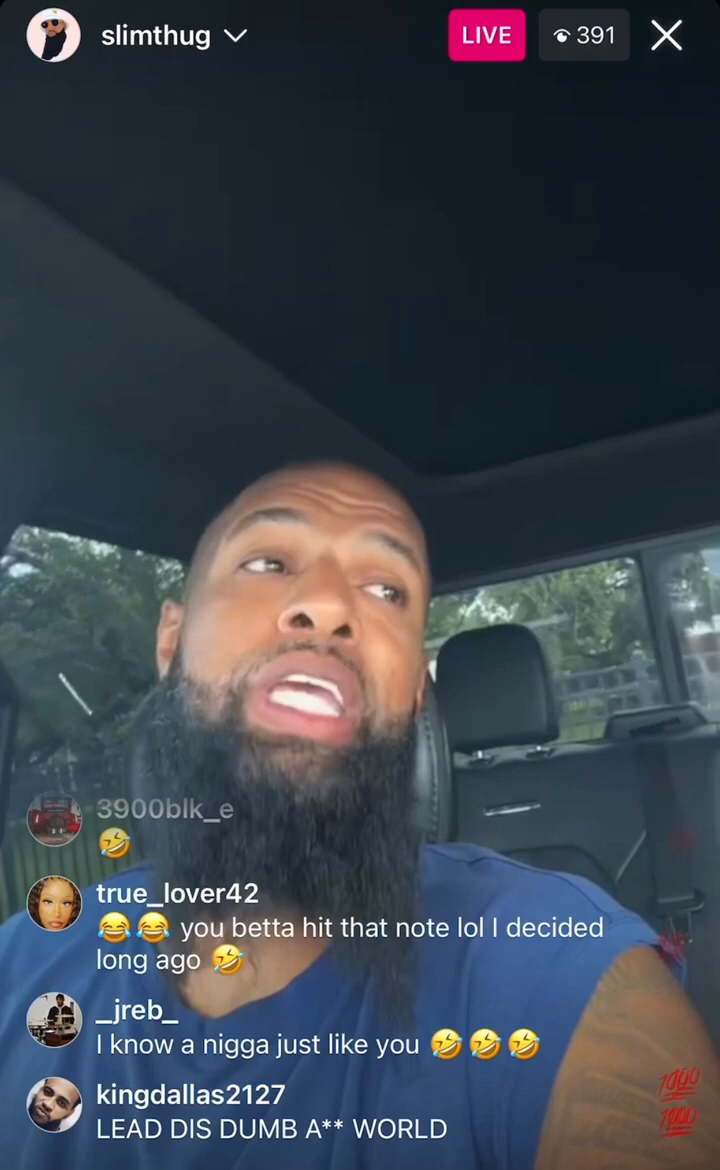 slimthug
LIVE
391
3900blk_e
🤣
true_lover42
😂😂 you betta hit that note lol I decided
long ago 🤣
_jreb_
I know a nigga just like you 🤣🤣🤣
kingdallas2127
LEAD DIS DUMB A** WORLD
💯
💯